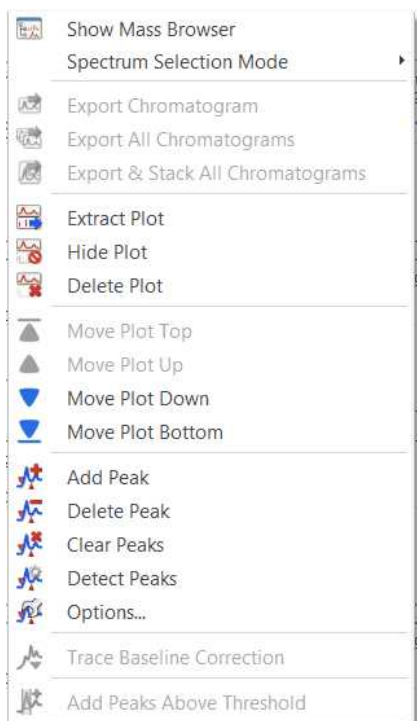 Show Mass Browser
Spectrum Selection Mode
Export Chromatogram
Export All Chromatograms
Export & Stack All Chromatograms
Extract Plot
Hide Plot
Delete Plot
Move Plot Top
Move Plot Up
Move Plot Down
Move Plot Bottom
Add Peak
Delete Peak
Clear Peaks
Detect Peaks
Options...
Trace Baseline Correction
Add Peaks Above Threshold